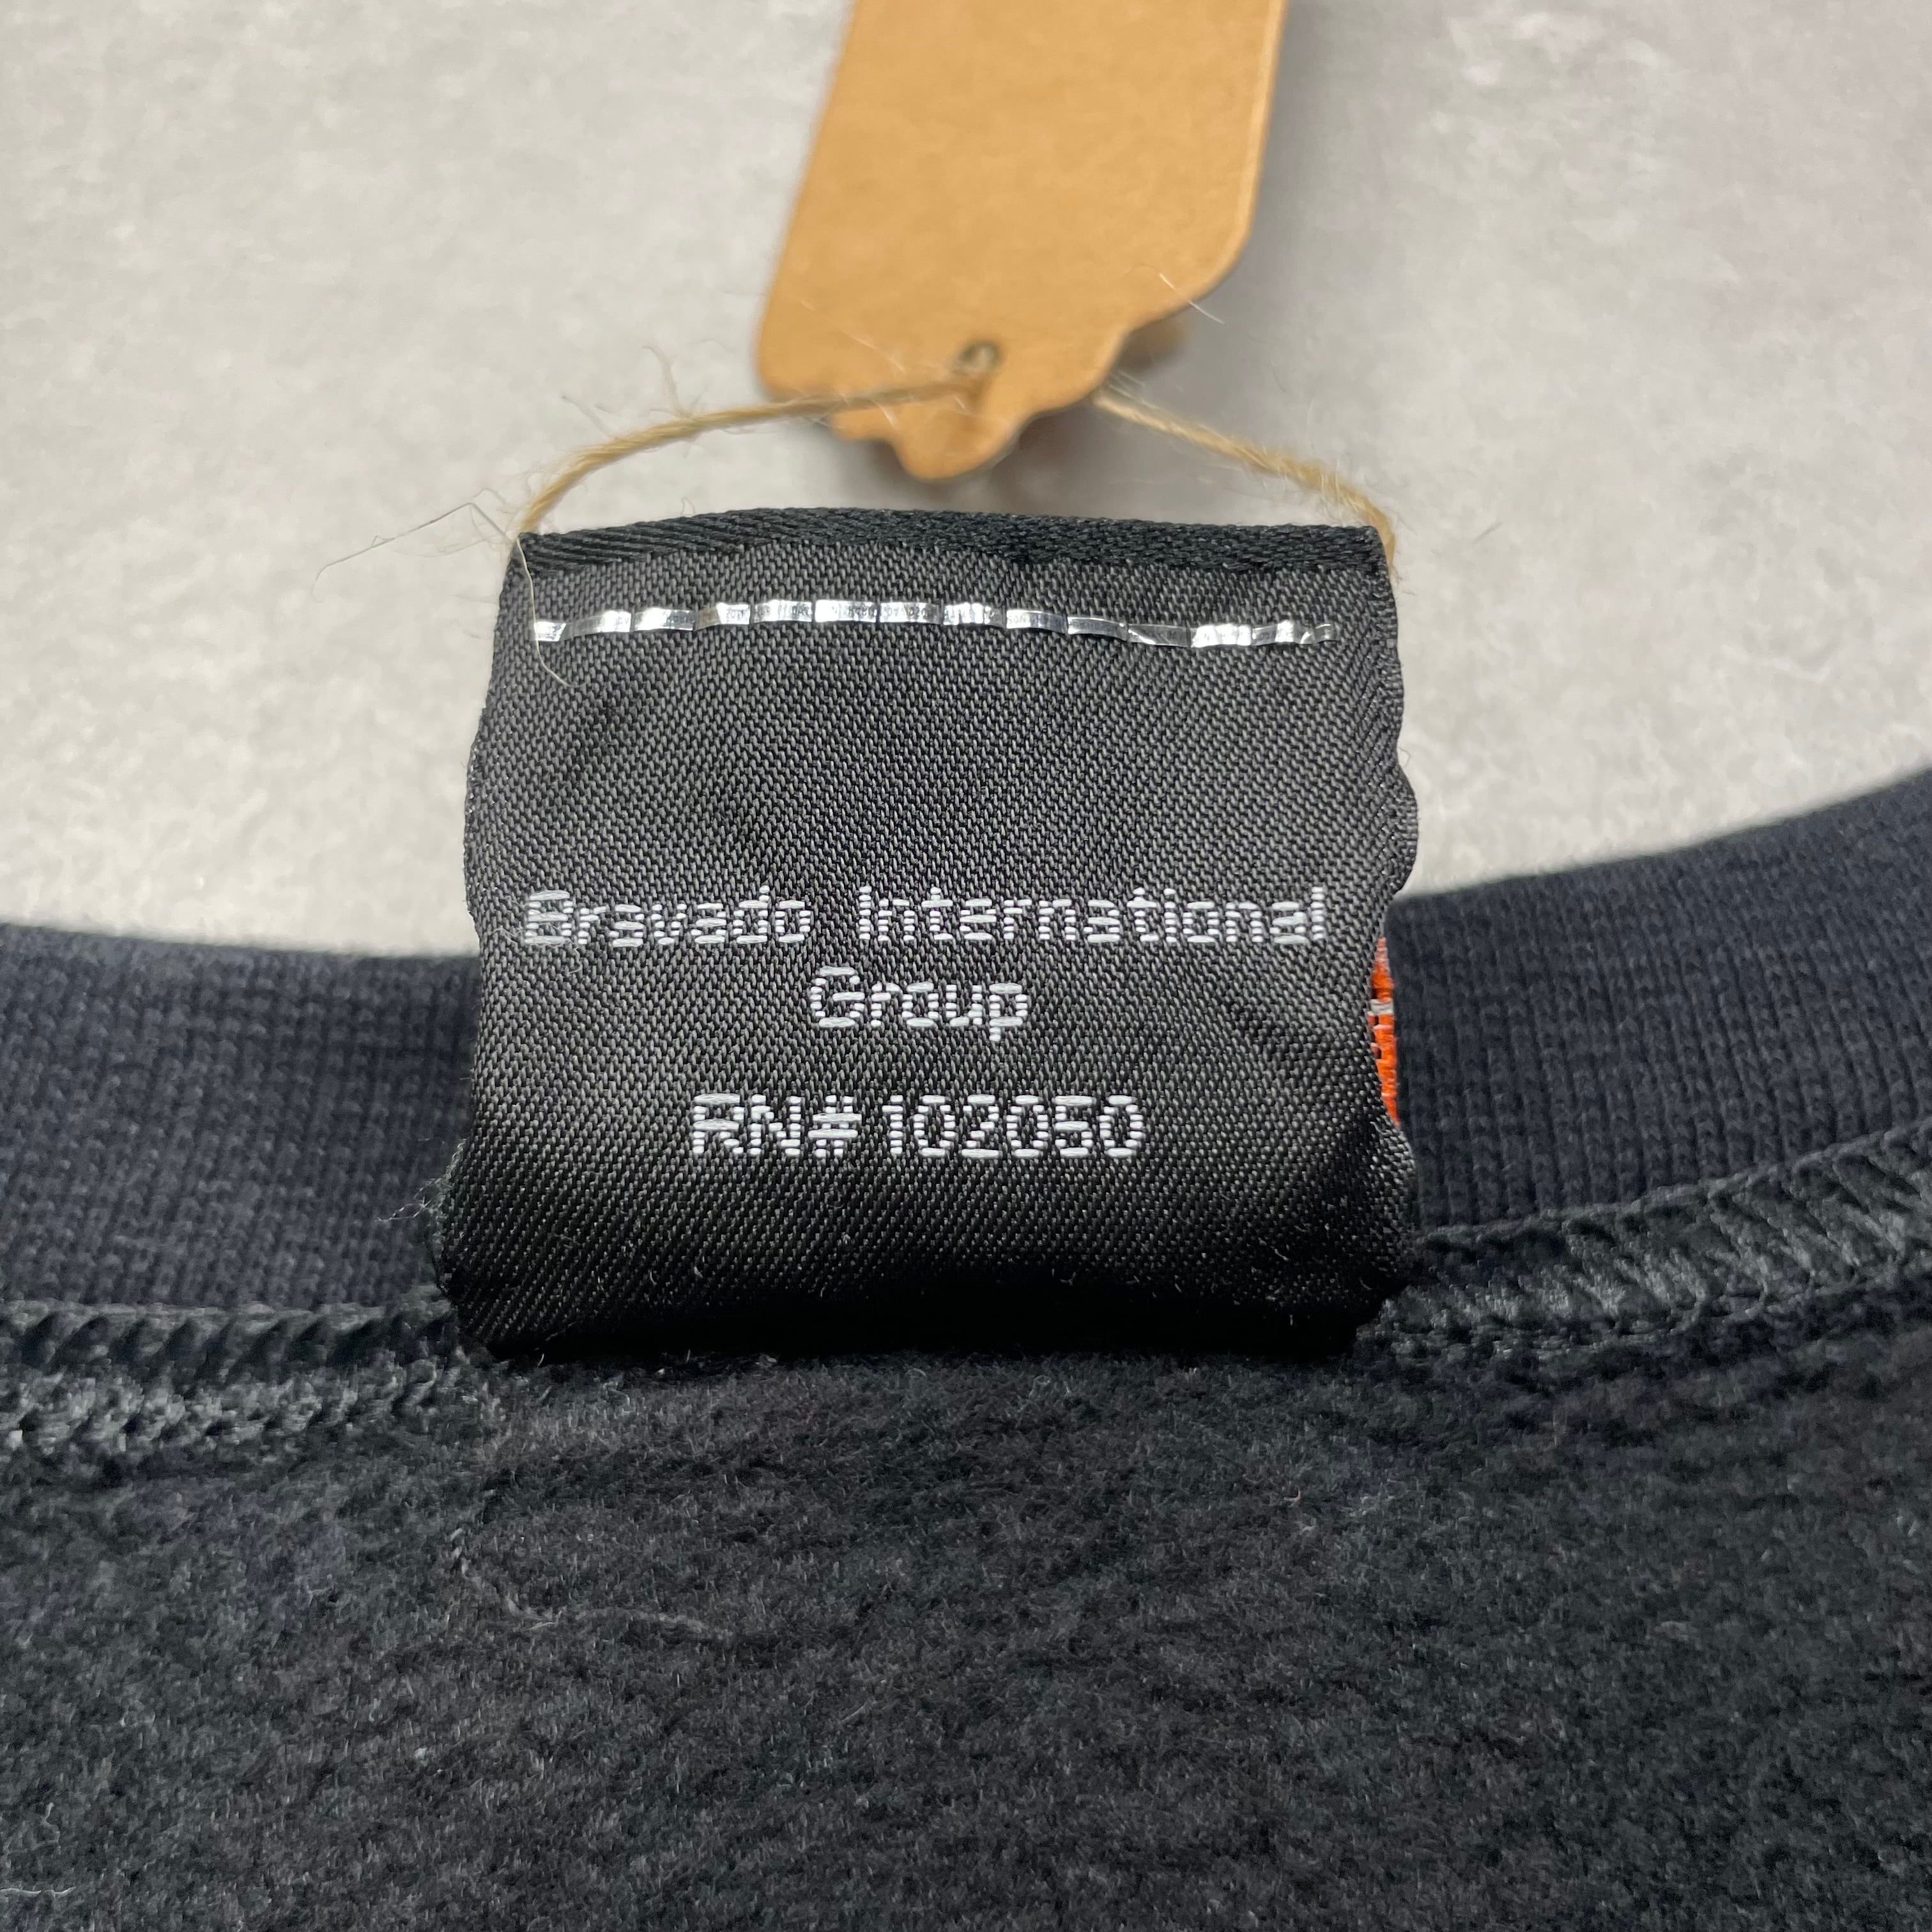 Bravado International
Group
RN# 102050